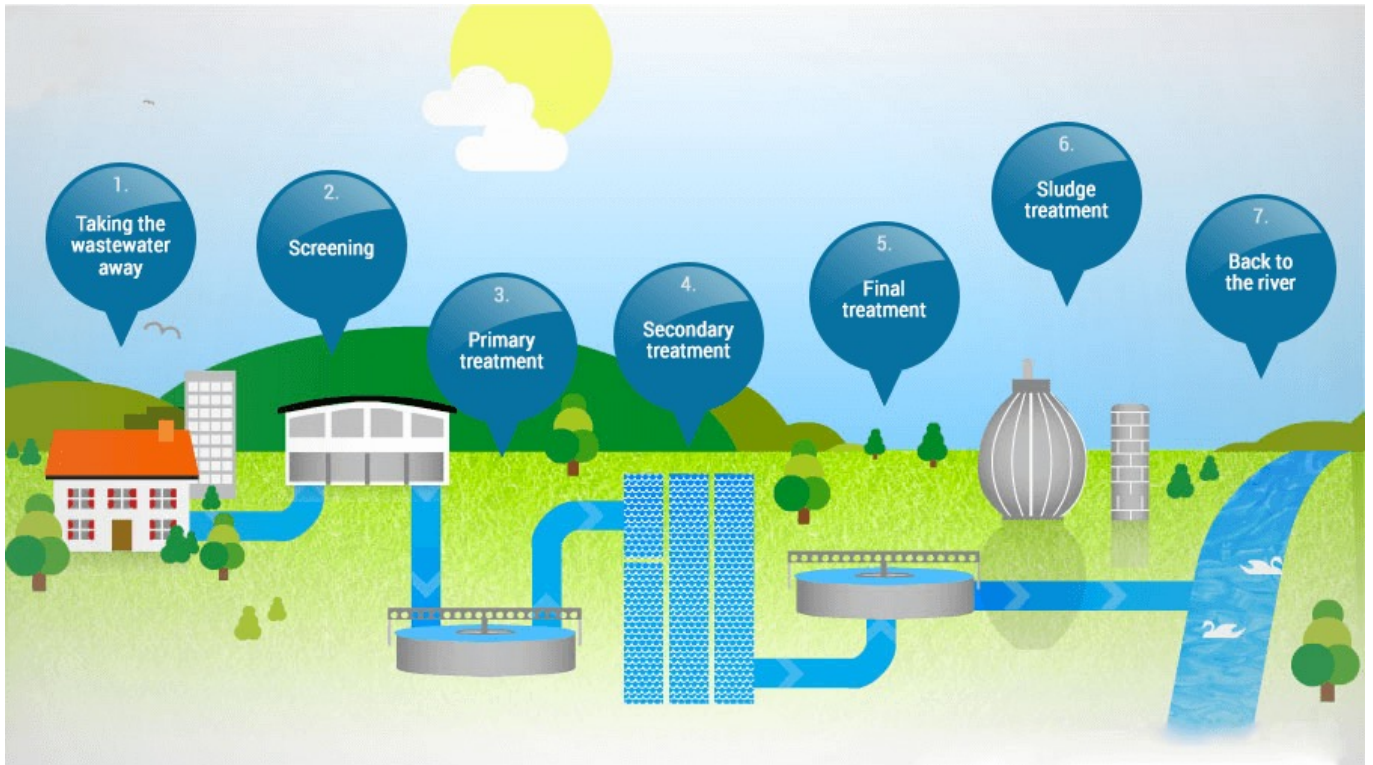 1.
Taking the
wastewater
away
2.
Screening
3.
Primary
treatment
4.
Secondary
treatment
5.
Final
treatment
6.
Sludge
treatment
7.
Back to
the river